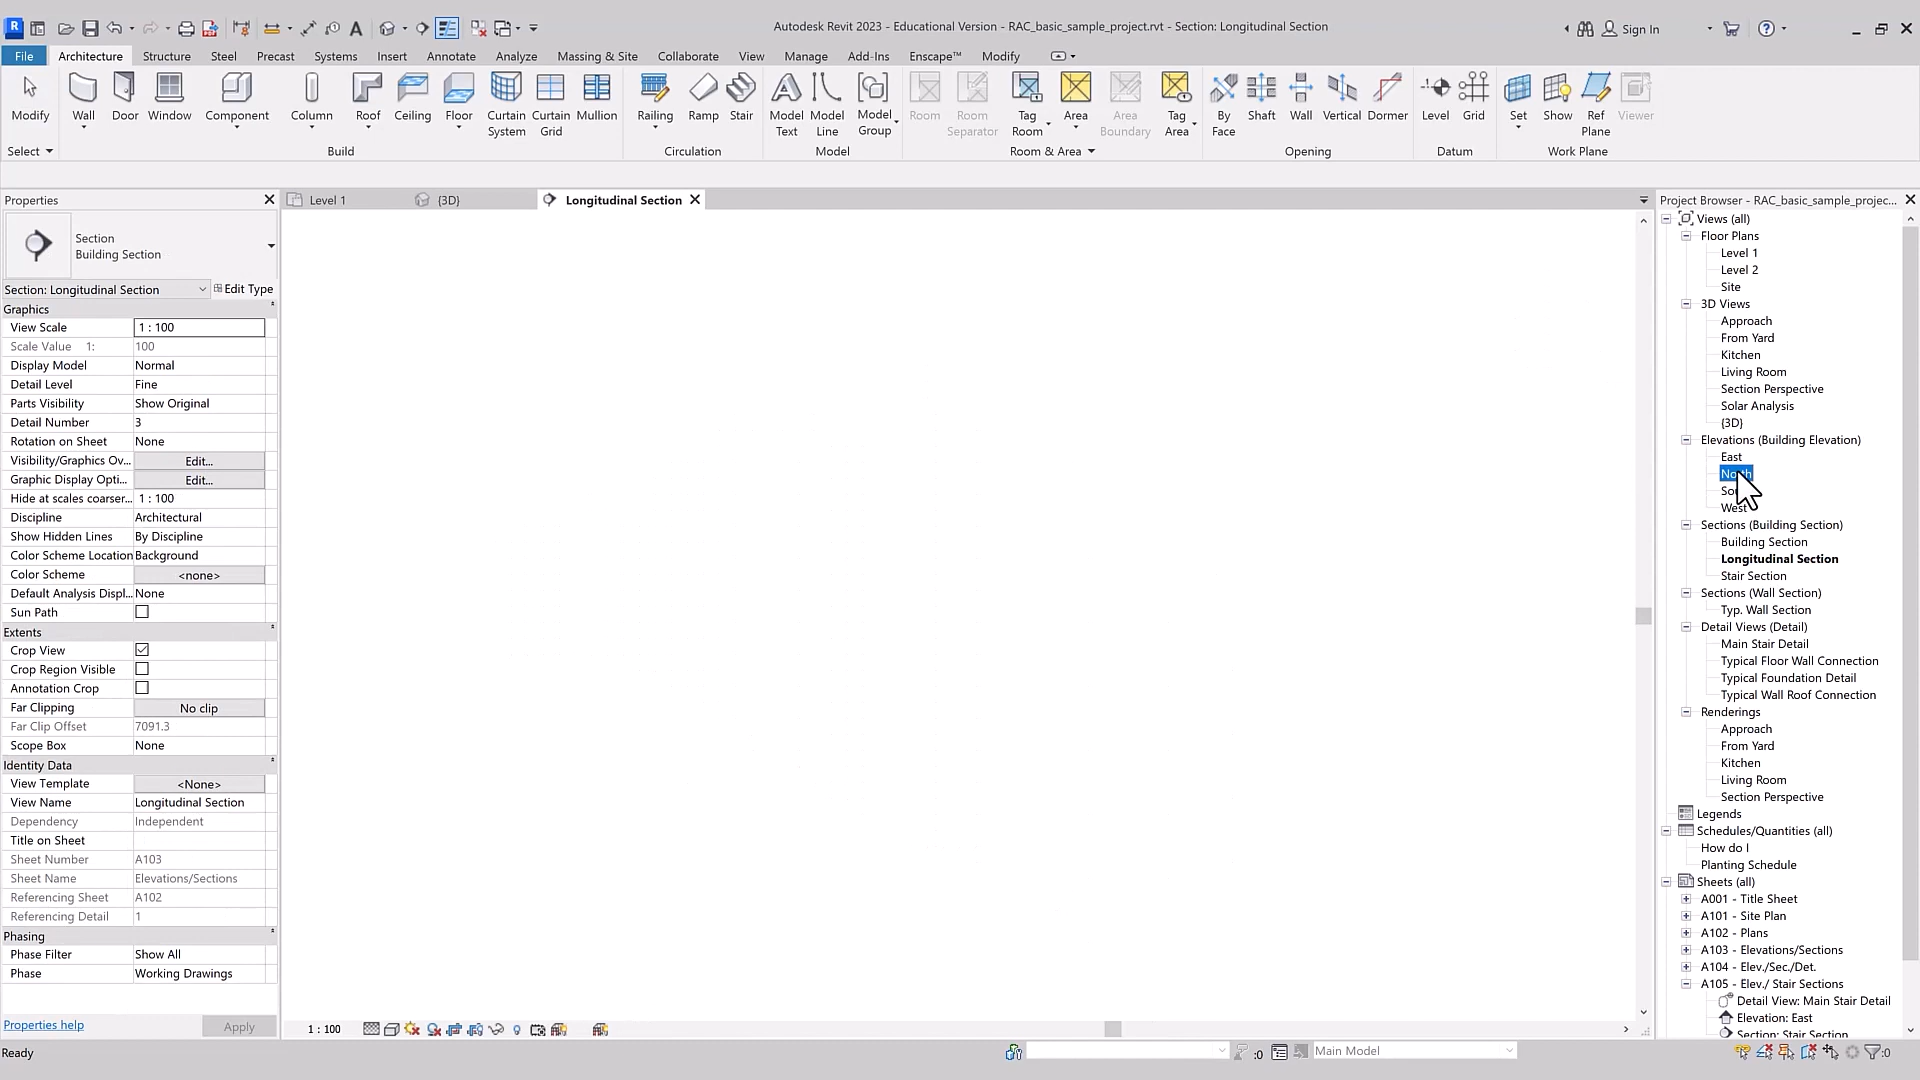 Autodesk Revit 2023 - Educational Version - RAC_basic_sample_project.rvt - Section: Longitudinal Section
Sign In
File Architecture Structure Steel Precast Systems Insert Annotate Analyze Massing & Site Collaborate View Manage Add-Ins Enscape™ Modify
Modify Wall Door Window Component Column Roof Ceiling Floor Curtain System Curtain Grid Mullion Railing Ramp Stair Model Text Model Line Model Group Room Room Separator Tag Room Area Area Boundary Tag Area By Face Shaft Wall Vertical Dormer Level Grid Set Show Ref Plane Viewer
Select Build Circulation Model Room & Area Opening Datum Work Plane
Properties
Level 1 {3D} Longitudinal Section
Section
Building Section
Section: Longitudinal Section Edit Type
Graphics
View Scale 1 : 100
Scale Value 1: 100
Display Model Normal
Detail Level Fine
Parts Visibility Show Original
Detail Number 3
Rotation on Sheet None
Visibility/Graphics Ov... Edit...
Graphic Display Opti... Edit...
Hide at scales coarser... 1 : 100
Discipline Architectural
Show Hidden Lines By Discipline
Color Scheme Location Background
Color Scheme <none>
Default Analysis Displ... None
Sun Path
Extents
Crop View
Crop Region Visible
Annotation Crop
Far Clipping No clip
Far Clip Offset 7091.3
Scope Box None
Identity Data
View Template <None>
View Name Longitudinal Section
Dependency Independent
Title on Sheet
Sheet Number A103
Sheet Name Elevations/Sections
Referencing Sheet A102
Referencing Detail 1
Phasing
Phase Filter Show All
Phase Working Drawings
Properties help Apply
Ready
1 : 100
:0 Main Model
:0
Project Browser - RAC_basic_sample_projec...
Views (all)
Floor Plans
Level 1
Level 2
Site
3D Views
Approach
From Yard
Kitchen
Living Room
Section Perspective
Solar Analysis
{3D}
Elevations (Building Elevation)
East
North
West
Sections (Building Section)
Building Section
Longitudinal Section
Stair Section
Sections (Wall Section)
Typ. Wall Section
Detail Views (Detail)
Main Stair Detail
Typical Floor Wall Connection
Typical Foundation Detail
Typical Wall Roof Connection
Renderings
Approach
From Yard
Kitchen
Living Room
Section Perspective
Legends
Schedules/Quantities (all)
How do I
Planting Schedule
Sheets (all)
A001 - Title Sheet
A101 - Site Plan
A102 - Plans
A103 - Elevations/Sections
A104 - Elev./Sec./Det.
A105 - Elev./ Stair Sections
Detail View: Main Stair Detail
Elevation: East
Section: Stair Section